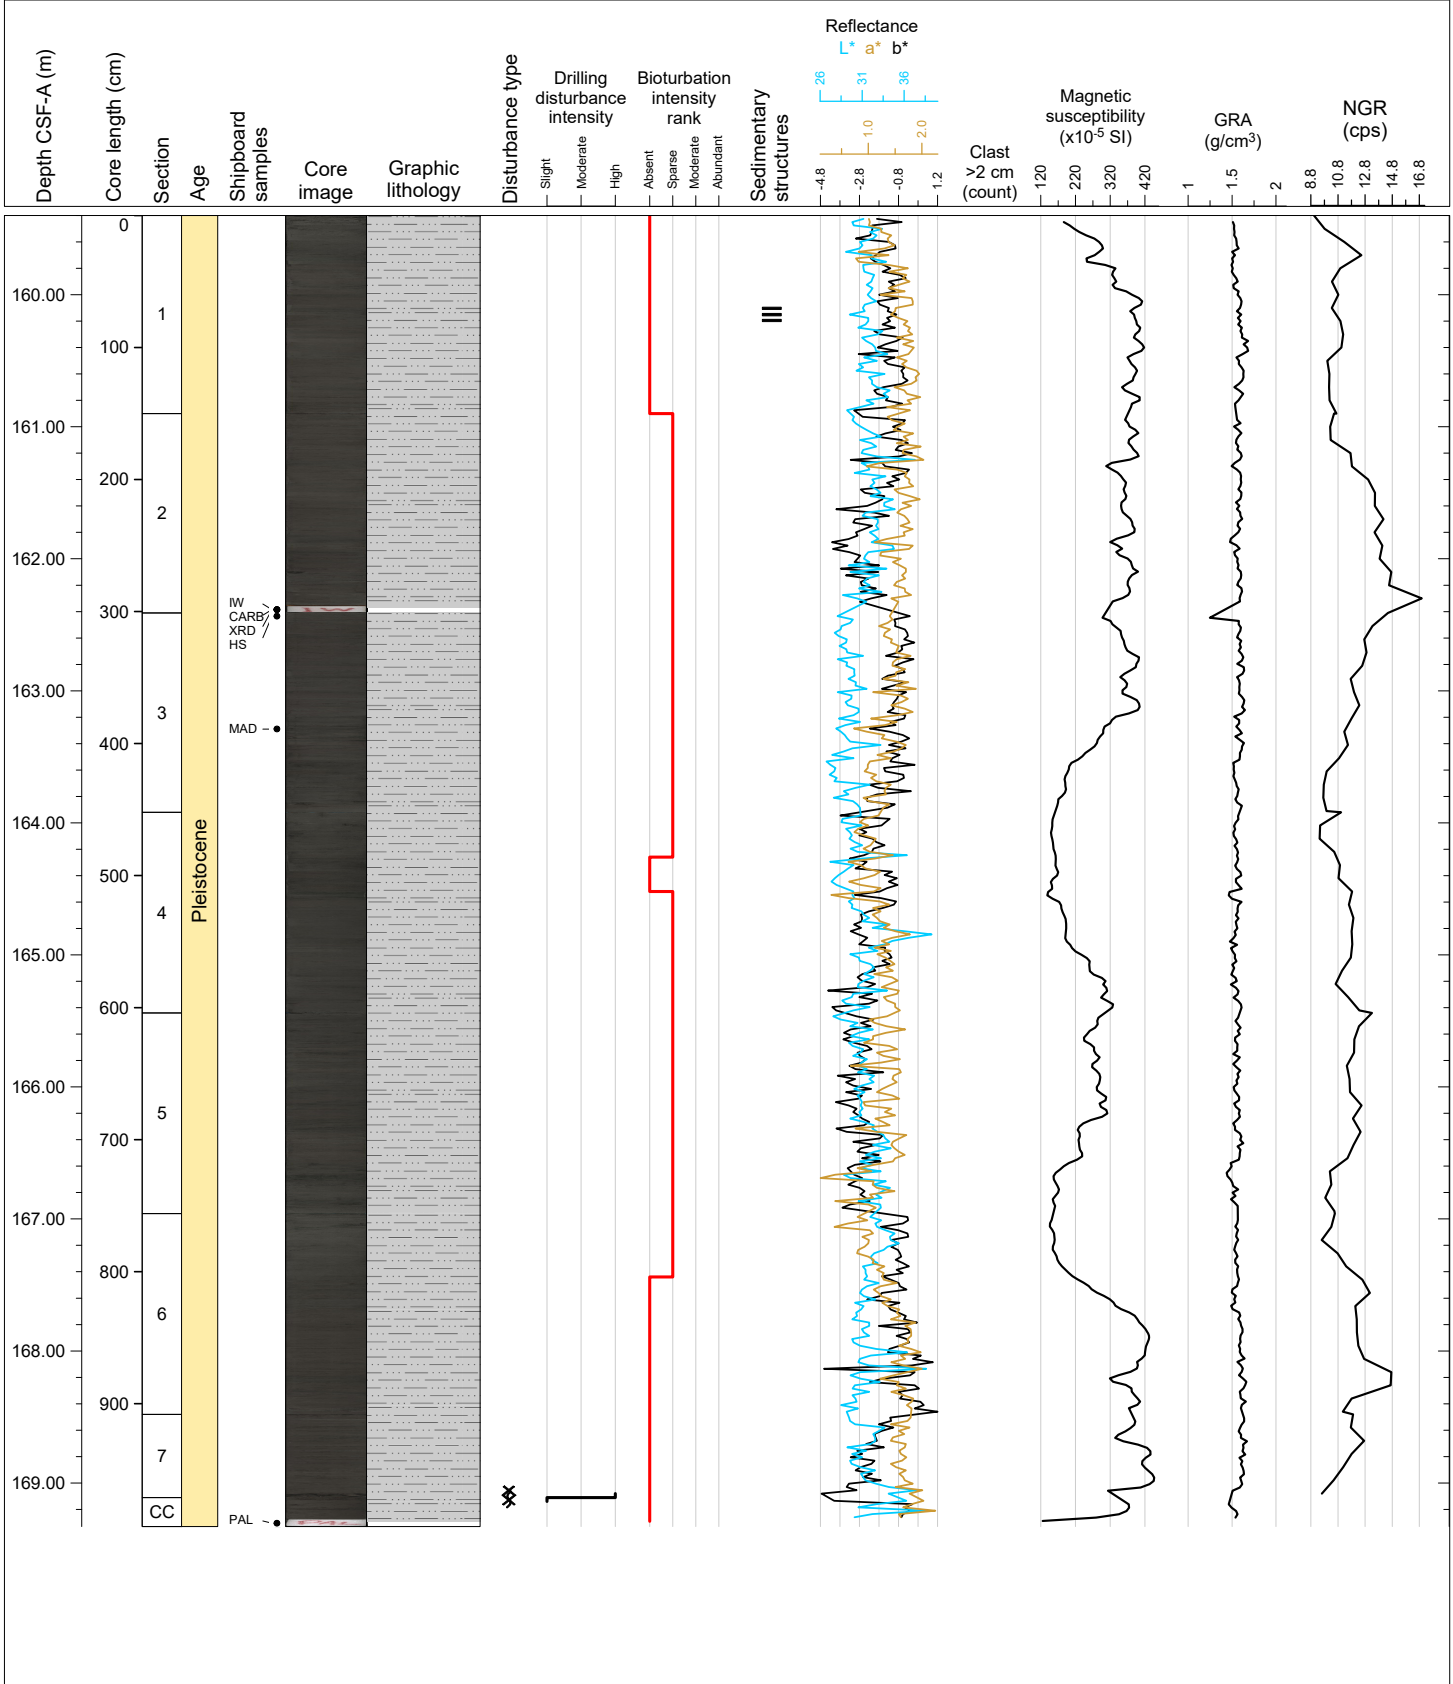 Depth CSF-A (m)
Core length (cm)
Section
Age
Shipboard
samples
Core
image
Graphic
lithology
Disturbance type
Drilling
disturbance
intensity
Slight
Moderate
High
Bioturbation
intensity
rank
Absent
Sparse
Moderate
Abundant
Sedimentary
structures
Reflectance
L* a* b*
26 31 36
1.0 2.0
-4.8 -2.8 -0.8 1.2
Clast
>2 cm
(count)
Magnetic
susceptibility
(x10-5 SI)
120 220 320 420
GRA
(g/cm3)
1 1.5 2
NGR
(cps)
8.8 10.8 12.8 14.8 16.8
0
160.00
1
100
161.00
200
2
162.00
IW
300
CARB
XRD
HS
163.00
3
MAD
400
164.00
Pleistocene
500
4
165.00
600
166.00
5
700
167.00
800
6
168.00
900
7
169.00
CC
PAL